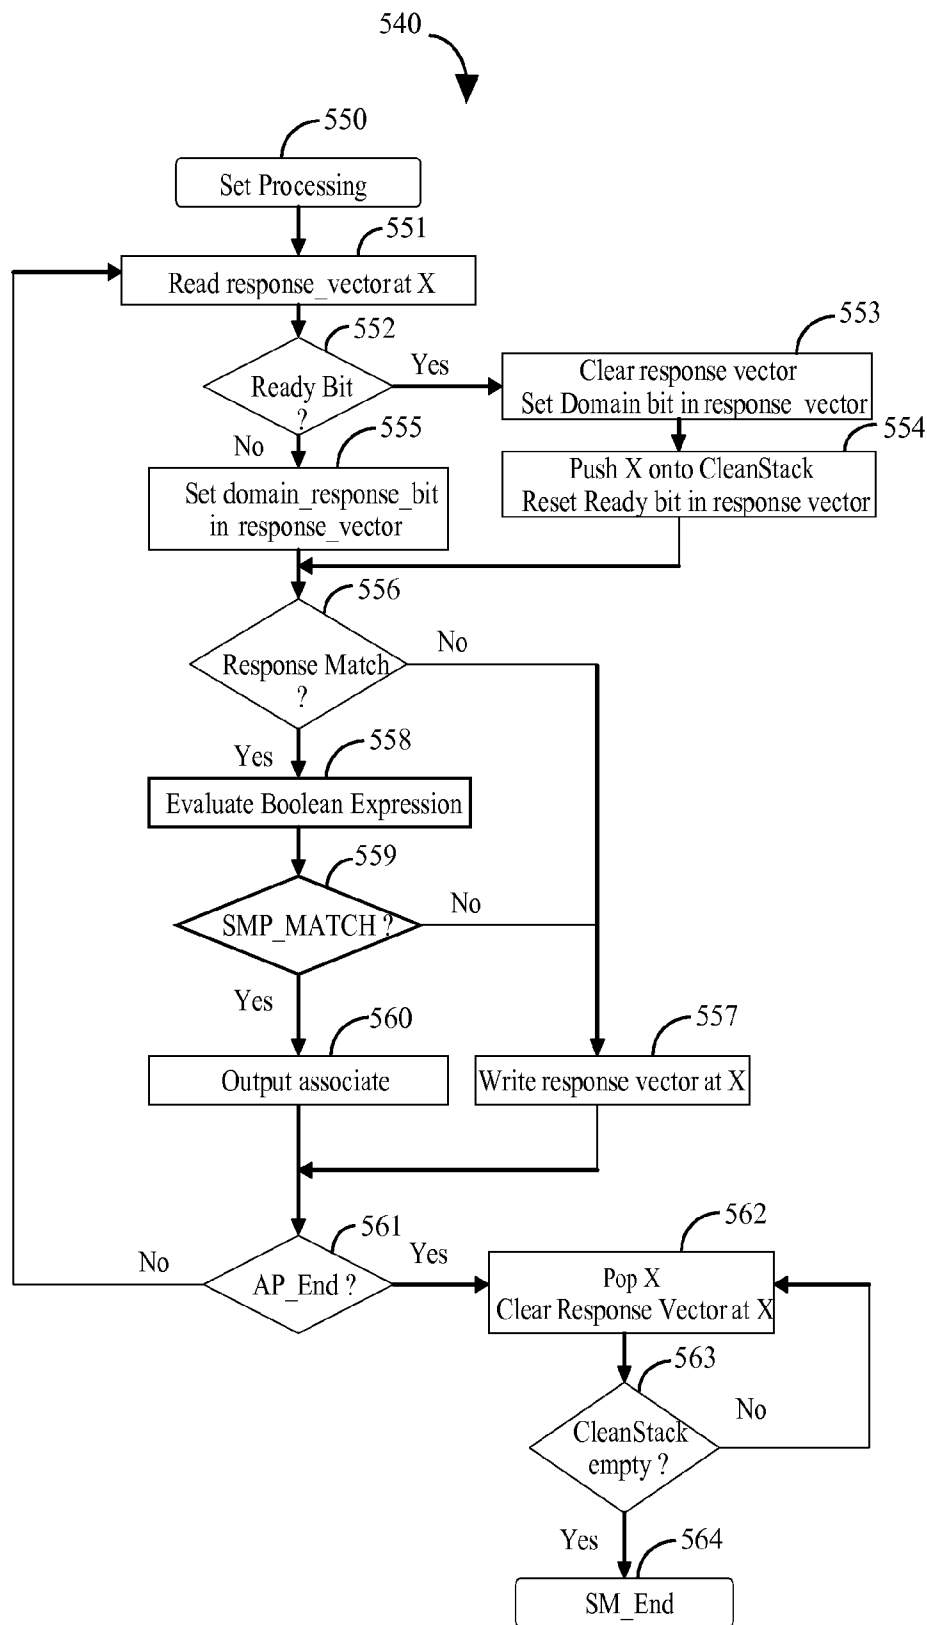 540
550
Set Processing
551
Read response_vector at X
552
553
Ready Bit
?
Yes
Clear response vector
Set Domain bit in response vector
No
555
554
Set domain_response_bit
in response_vector
Push X onto CleanStack
Reset Ready bit in response vector
556
Response Match
?
No
Yes
558
Evaluate Boolean Expression
559
SMP_MATCH ?
No
Yes
560
557
Output associate
Write response vector at X
561
562
No
AP_End ?
Yes
Pop X
Clear Response Vector at X
563
CleanStack
empty ?
No
Yes
564
SM_End